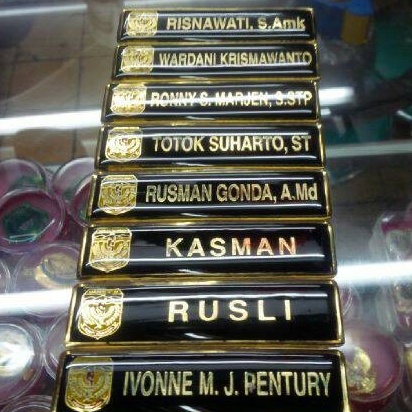 RISNAWATI, S.Amk
WARDANI KRISMAWANTO
RONNY S. MARJEN, S.STP
TOTOK SUHARTO, ST
RUSMAN GONDA, A.Md
KASMAN
RUSLI
IVONNE M. J. PENTURY